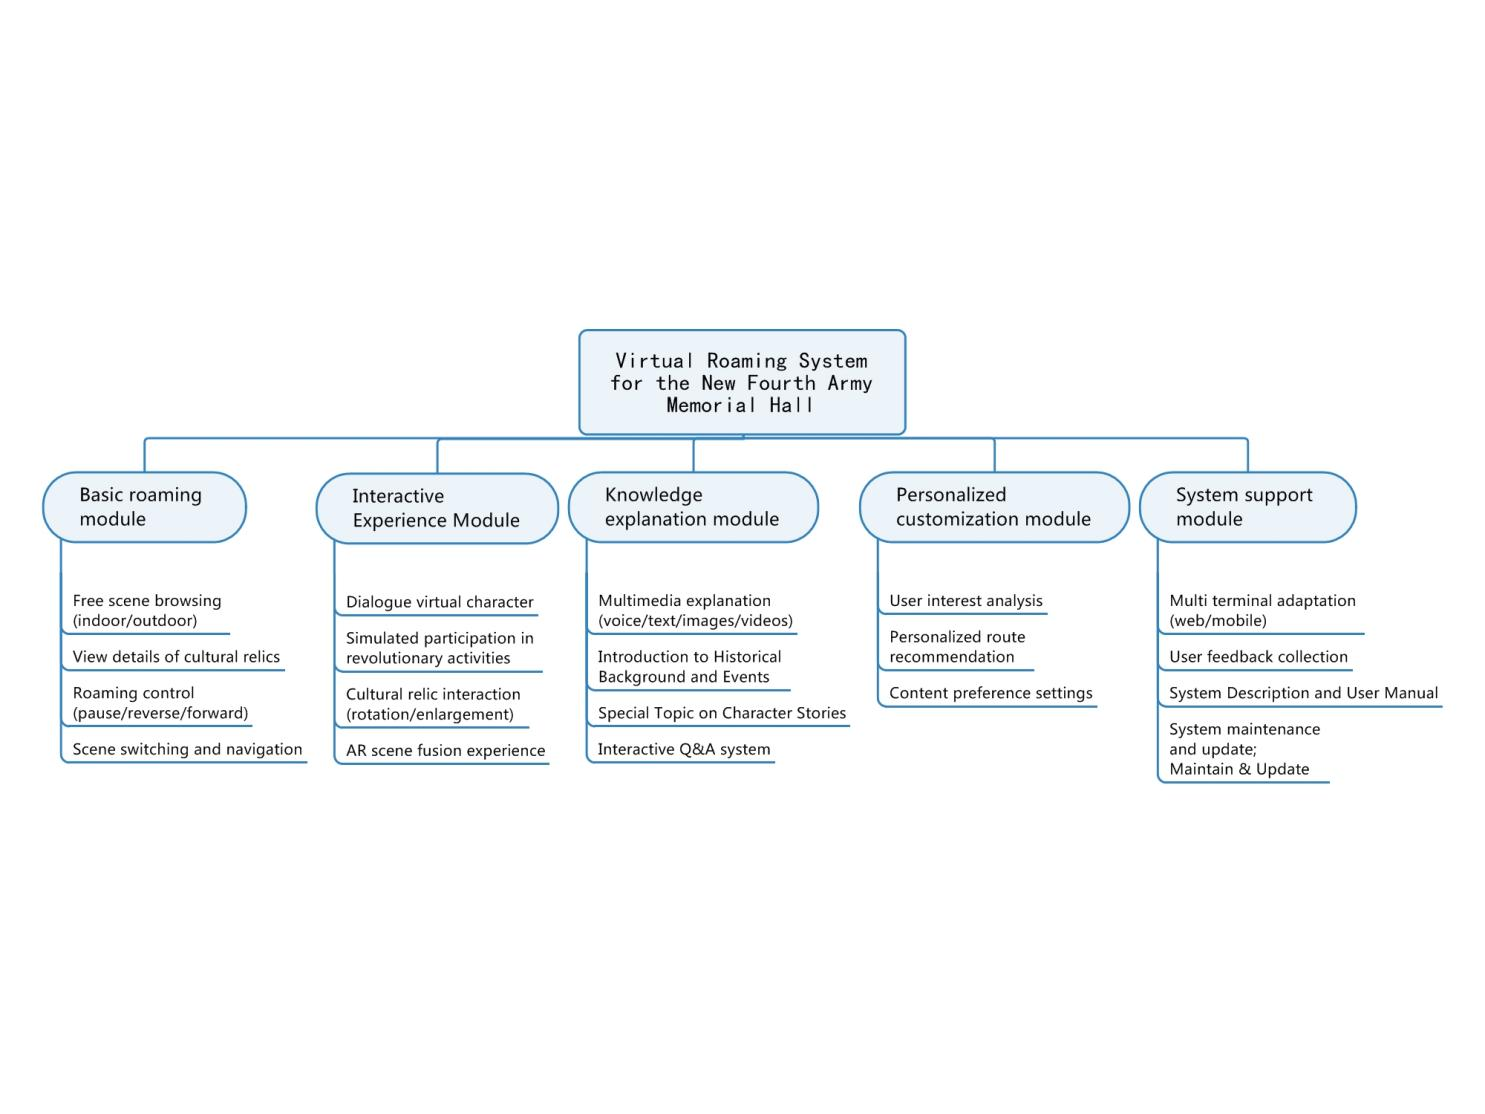 Virtual Roaming System
for the New Fourth Army
Memorial Hall
Basic roaming
module
Free scene browsing
(indoor/outdoor)
View details of cultural relics
Roaming control
(pause/reverse/forward)
Scene switching and navigation
Interactive
Experience Module
Dialogue virtual character
Simulated participation in
revolutionary activities
Cultural relic interaction
(rotation/enlargement)
AR scene fusion experience
Knowledge
explanation module
Multimedia explanation
(voice/text/images/videos)
Introduction to Historical
Background and Events
Special Topic on Character Stories
Interactive Q&A system
Personalized
customization module
User interest analysis
Personalized route
recommendation
Content preference settings
System support
module
Multi terminal adaptation
(web/mobile)
User feedback collection
System Description and User Manual
System maintenance
and update;
Maintain & Update